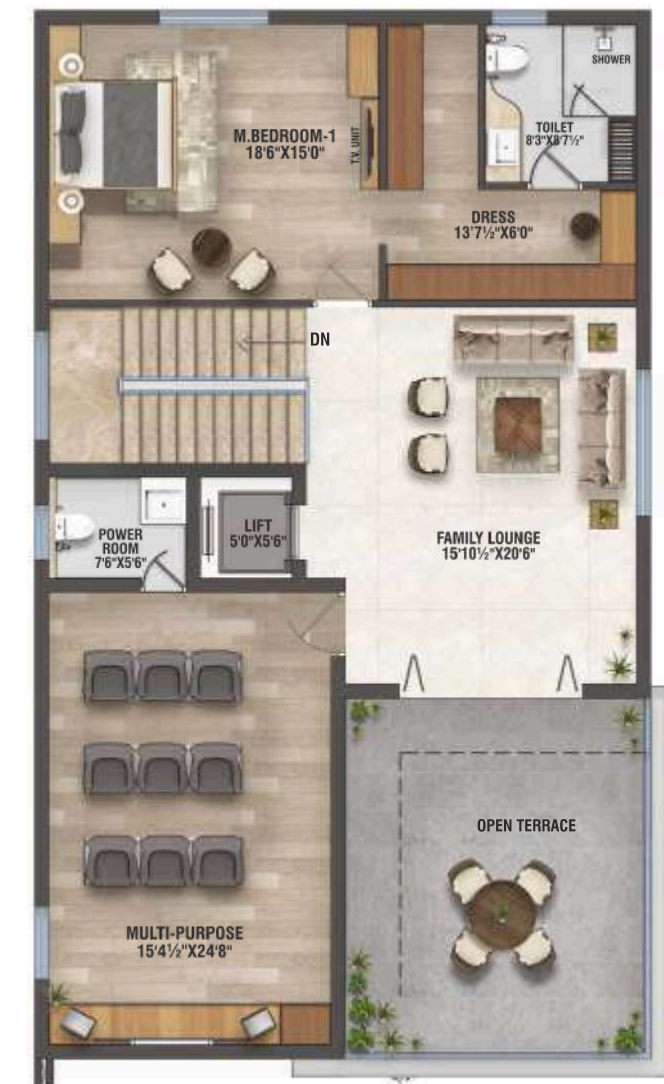 M.BEDROOM-1
18'6"X15'0"
T.V. UNIT
SHOWER
TOILET
8'3"X8'7½"
DRESS
13'7½"X6'0"
DN
POWER
ROOM
7'6"X5'6"
LIFT
5'0"X5'6"
FAMILY LOUNGE
15'10½"X20'6"
OPEN TERRACE
MULTI-PURPOSE
15'4½"X24'8"